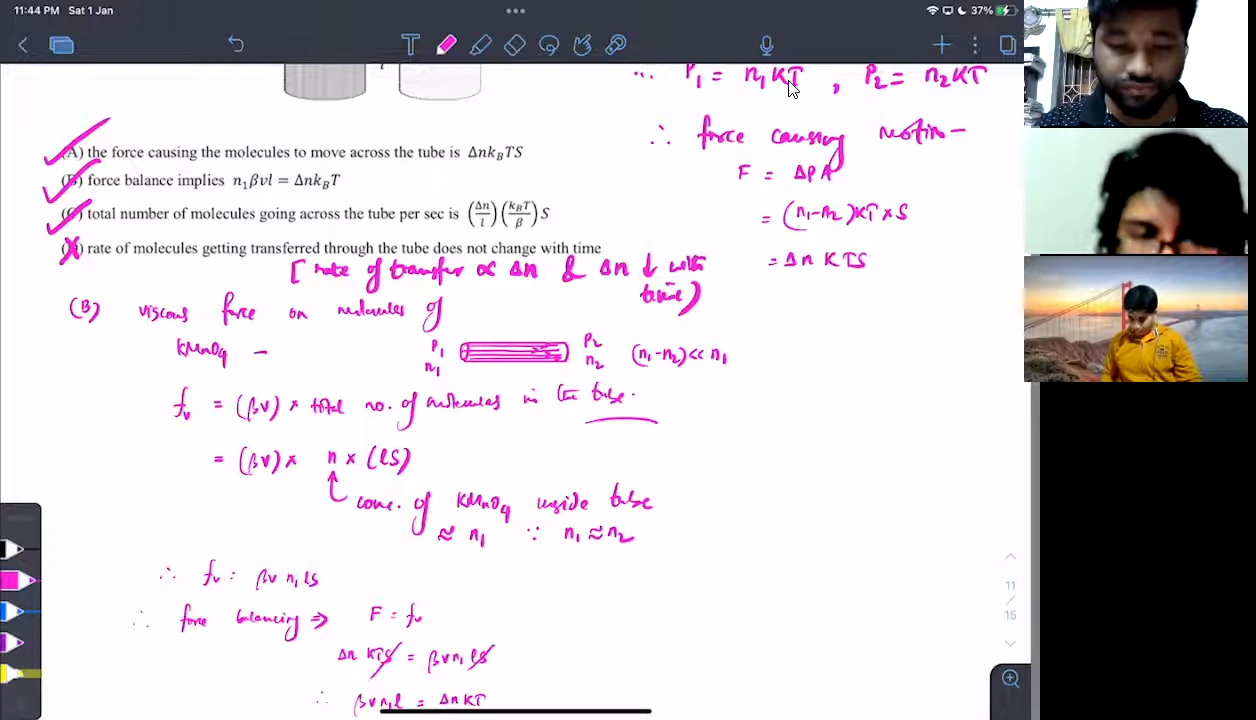 11:44 PM Sat 1 Jan
37%
∴ P₁ = n₁KT , P₂ = n₂KT
∴ force causing motion –
F = ΔPA
= (n₁-n₂)KT × S
= Δn KTS
(A) the force causing the molecules to move across the tube is Δnk_BTS
(B) force balance implies n₁βvl = Δnk_BT
(C) total number of molecules going across the tube per sec is (Δn/l)(k_BT/β)S
rate of molecules getting transferred through the tube does not change with time
[ rate of transfer ∝ Δn & Δn ↓ with
time)
(B) viscous force on molecules of
KMnO₄ –
P₁
n₁
P₂
n₂
(n₁-n₂) << n₁
f_v = (βv) × total no. of molecules in the tube.
= (βv) × n × (lS)
conc. of KMnO₄ inside tube
≈ n₁ ∵ n₁ ≈ n₂
∴ f_v = βv n₁ lS
∴ force balancing ⇒ F = f_v
Δn KTS = βv n₁ lS
∴ βv n₁l = Δn KT
11
/
15